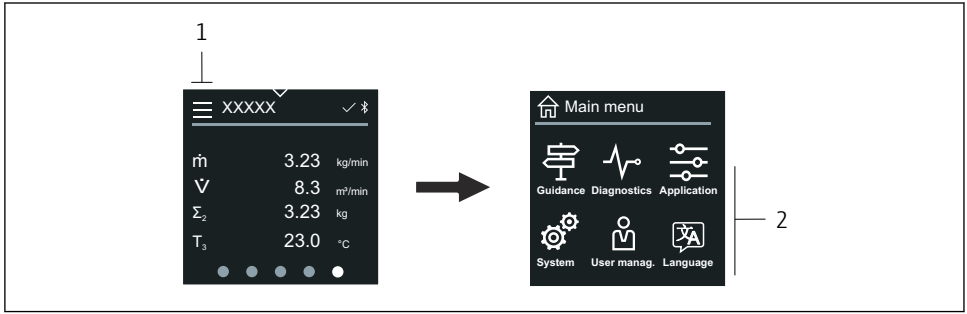 1
XXXXX
ṁ 3.23 kg/min
V̇ 8.3 m³/min
Σ₂ 3.23 kg
T₃ 23.0 °C
Main menu
Guidance Diagnostics Application
System User manag. Language
2